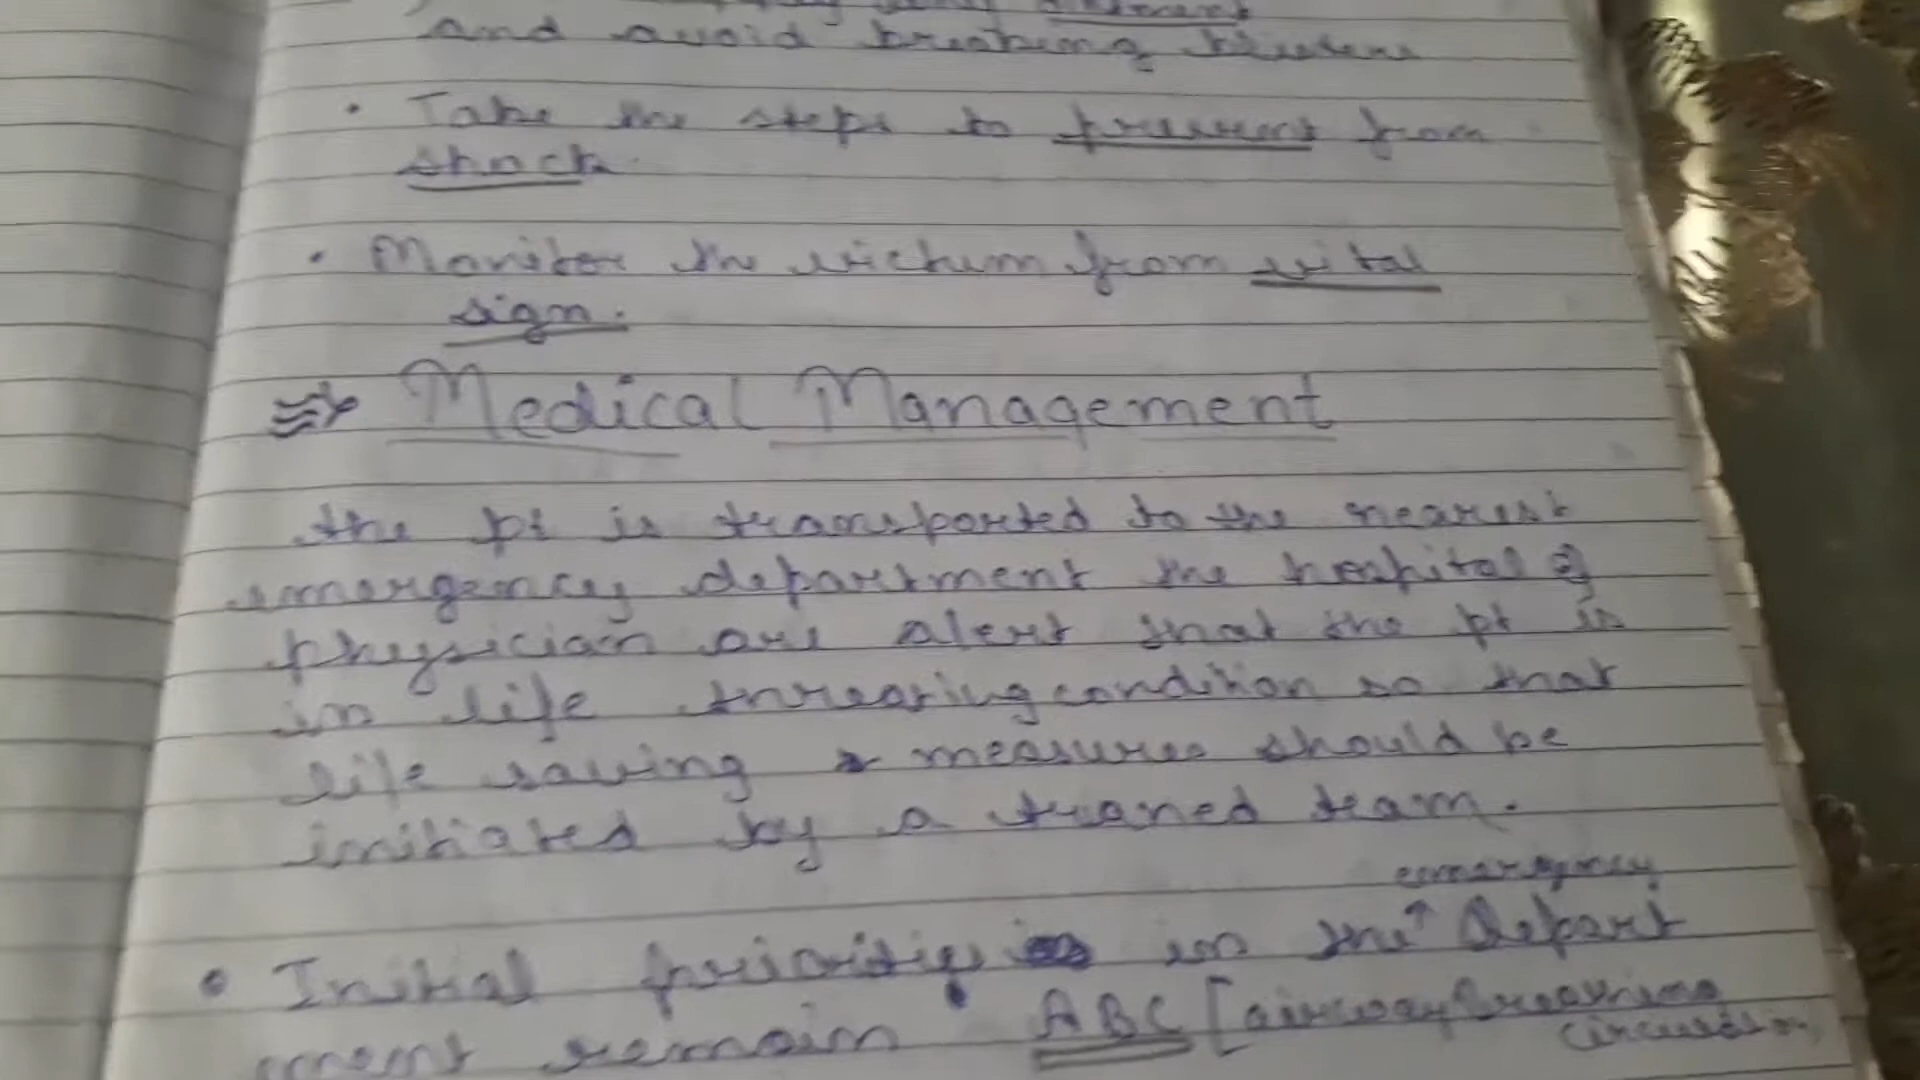 and avoid breaking blisters
• Take the steps to prevent from
shock.
• Monitor the victim from vital
sign.
Medical Management
the pt is transported to the nearest
emergency department the hospital &
physician are alert that the pt is
in life threating condition so that
life saving measures should be
initiated by a traned team.
emergency
• Initial priorities in the ↑ Depart
ment remain ABC [airway Breathing
circulation